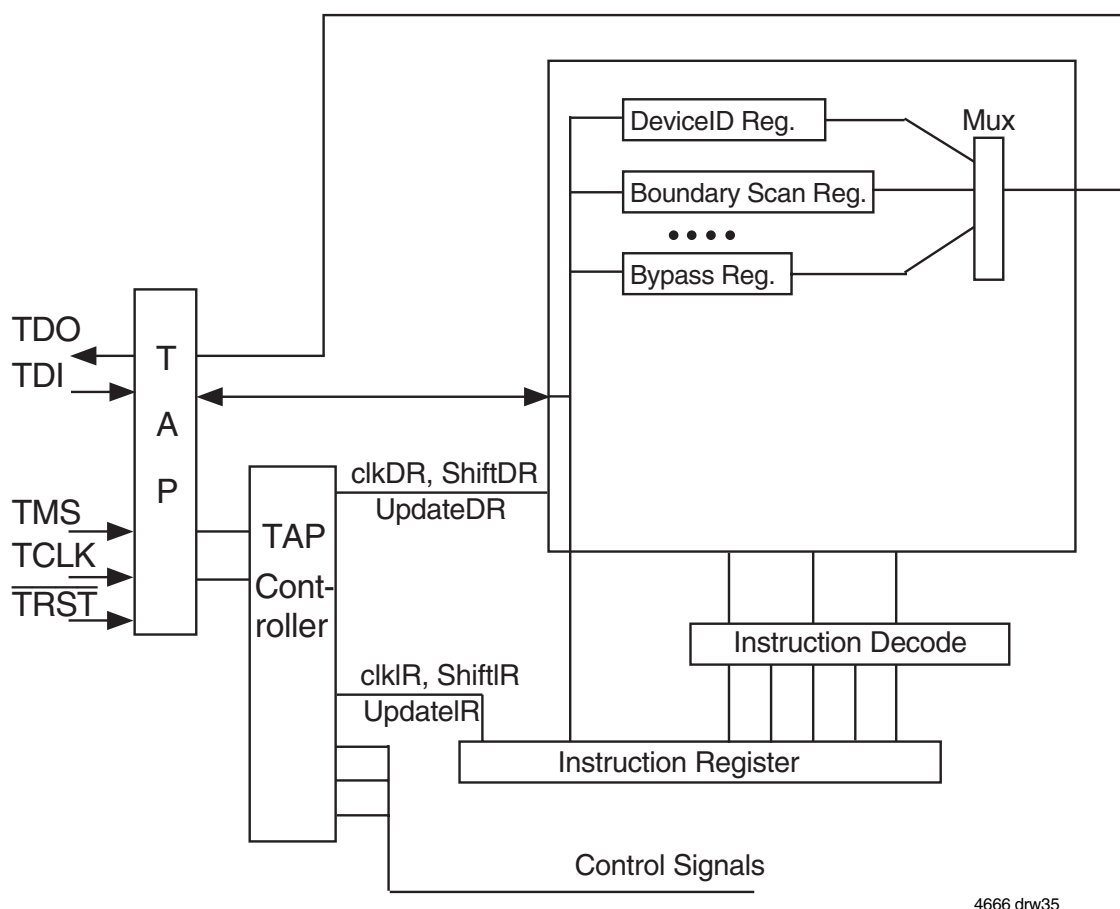 DeviceID Reg.
Mux
Boundary Scan Reg.
Bypass Reg.
TDO
TDI
T
A
P
TMS
TCLK
TRST
clkDR, ShiftDR
UpdateDR
TAP
Cont-
roller
Instruction Decode
clkIR, ShiftIR
UpdateIR
Instruction Register
Control Signals
4666 drw35